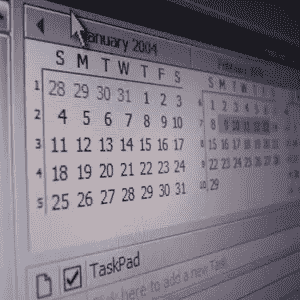 January 2004
February 2004
S M T W T F S
1 28 29 30 31 1 2 3
2 4 5 6 7 8 9 10
3 11 12 13 14 15 16 17
4 18 19 20 21 22 23 24
5 25 26 27 28 29 30 31
S M T W T F S
6 1 2 3 4 5 6 7
7 8 9 10 11 12 13 14
8 15 16 17 18 19 20 21
9 22 23 24 25 26 27 28
10 29
TaskPad
here to add a new Task